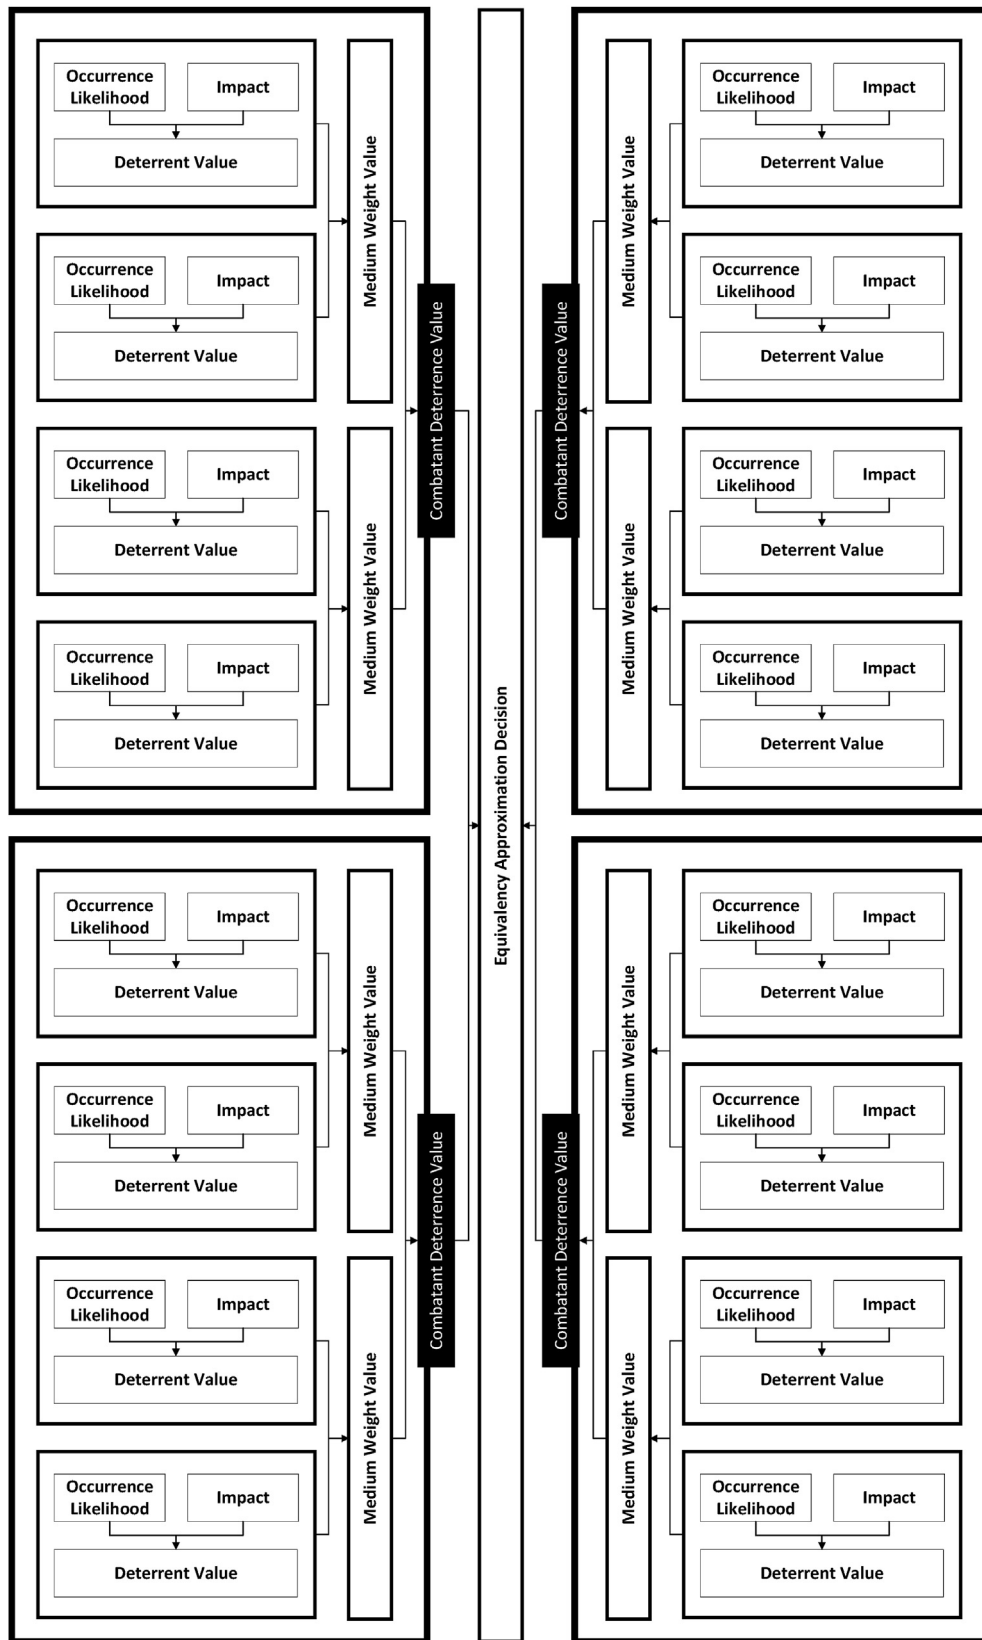 Occurrence
Likelihood
Impact
Deterrent Value
Occurrence
Likelihood
Impact
Deterrent Value
Medium Weight Value
Occurrence
Likelihood
Impact
Deterrent Value
Occurrence
Likelihood
Impact
Deterrent Value
Medium Weight Value
Combatant Deterrence Value
Occurrence
Likelihood
Impact
Deterrent Value
Occurrence
Likelihood
Impact
Deterrent Value
Medium Weight Value
Occurrence
Likelihood
Impact
Deterrent Value
Occurrence
Likelihood
Impact
Deterrent Value
Medium Weight Value
Combatant Deterrence Value
Equivalency Approximation Decision
Combatant Deterrence Value
Medium Weight Value
Occurrence
Likelihood
Impact
Deterrent Value
Occurrence
Likelihood
Impact
Deterrent Value
Medium Weight Value
Occurrence
Likelihood
Impact
Deterrent Value
Occurrence
Likelihood
Impact
Deterrent Value
Combatant Deterrence Value
Medium Weight Value
Occurrence
Likelihood
Impact
Deterrent Value
Occurrence
Likelihood
Impact
Deterrent Value
Medium Weight Value
Occurrence
Likelihood
Impact
Deterrent Value
Occurrence
Likelihood
Impact
Deterrent Value